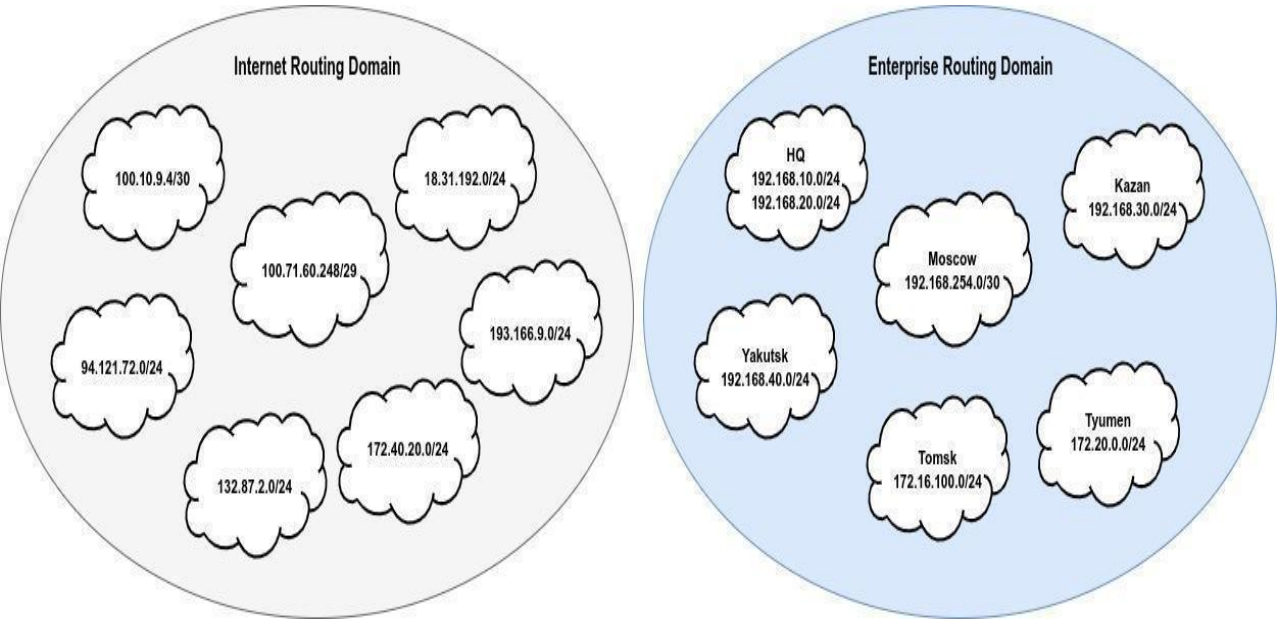 Internet Routing Domain
100.10.9.4/30
18.31.192.0/24
100.71.60.248/29
193.166.9.0/24
94.121.72.0/24
172.40.20.0/24
132.87.2.0/24
Enterprise Routing Domain
HQ
192.168.10.0/24
192.168.20.0/24
Kazan
192.168.30.0/24
Moscow
192.168.254.0/30
Yakutsk
192.168.40.0/24
Tyumen
172.20.0.0/24
Tomsk
172.16.100.0/24